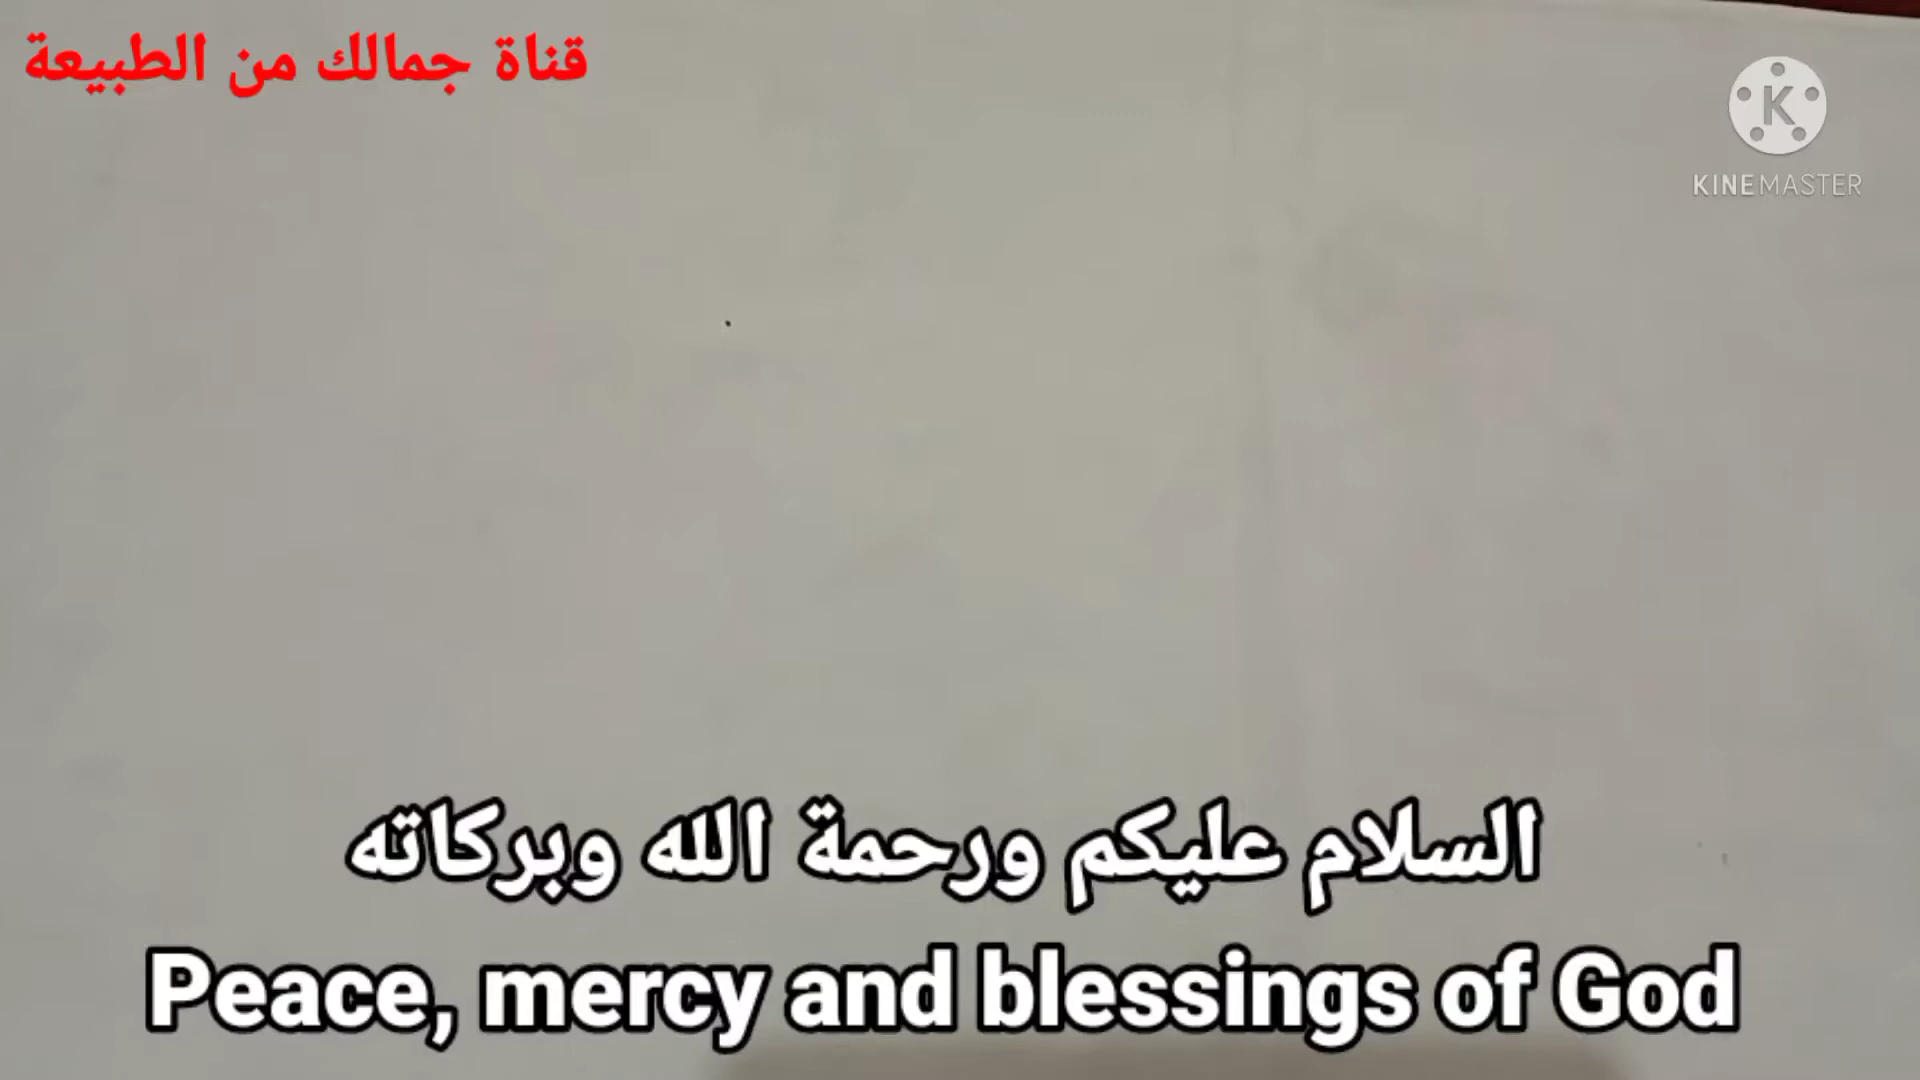 قناة جمالك من الطبيعة
K
KINEMASTER
السلام عليكم ورحمة الله وبركاته
Peace, mercy and blessings of God